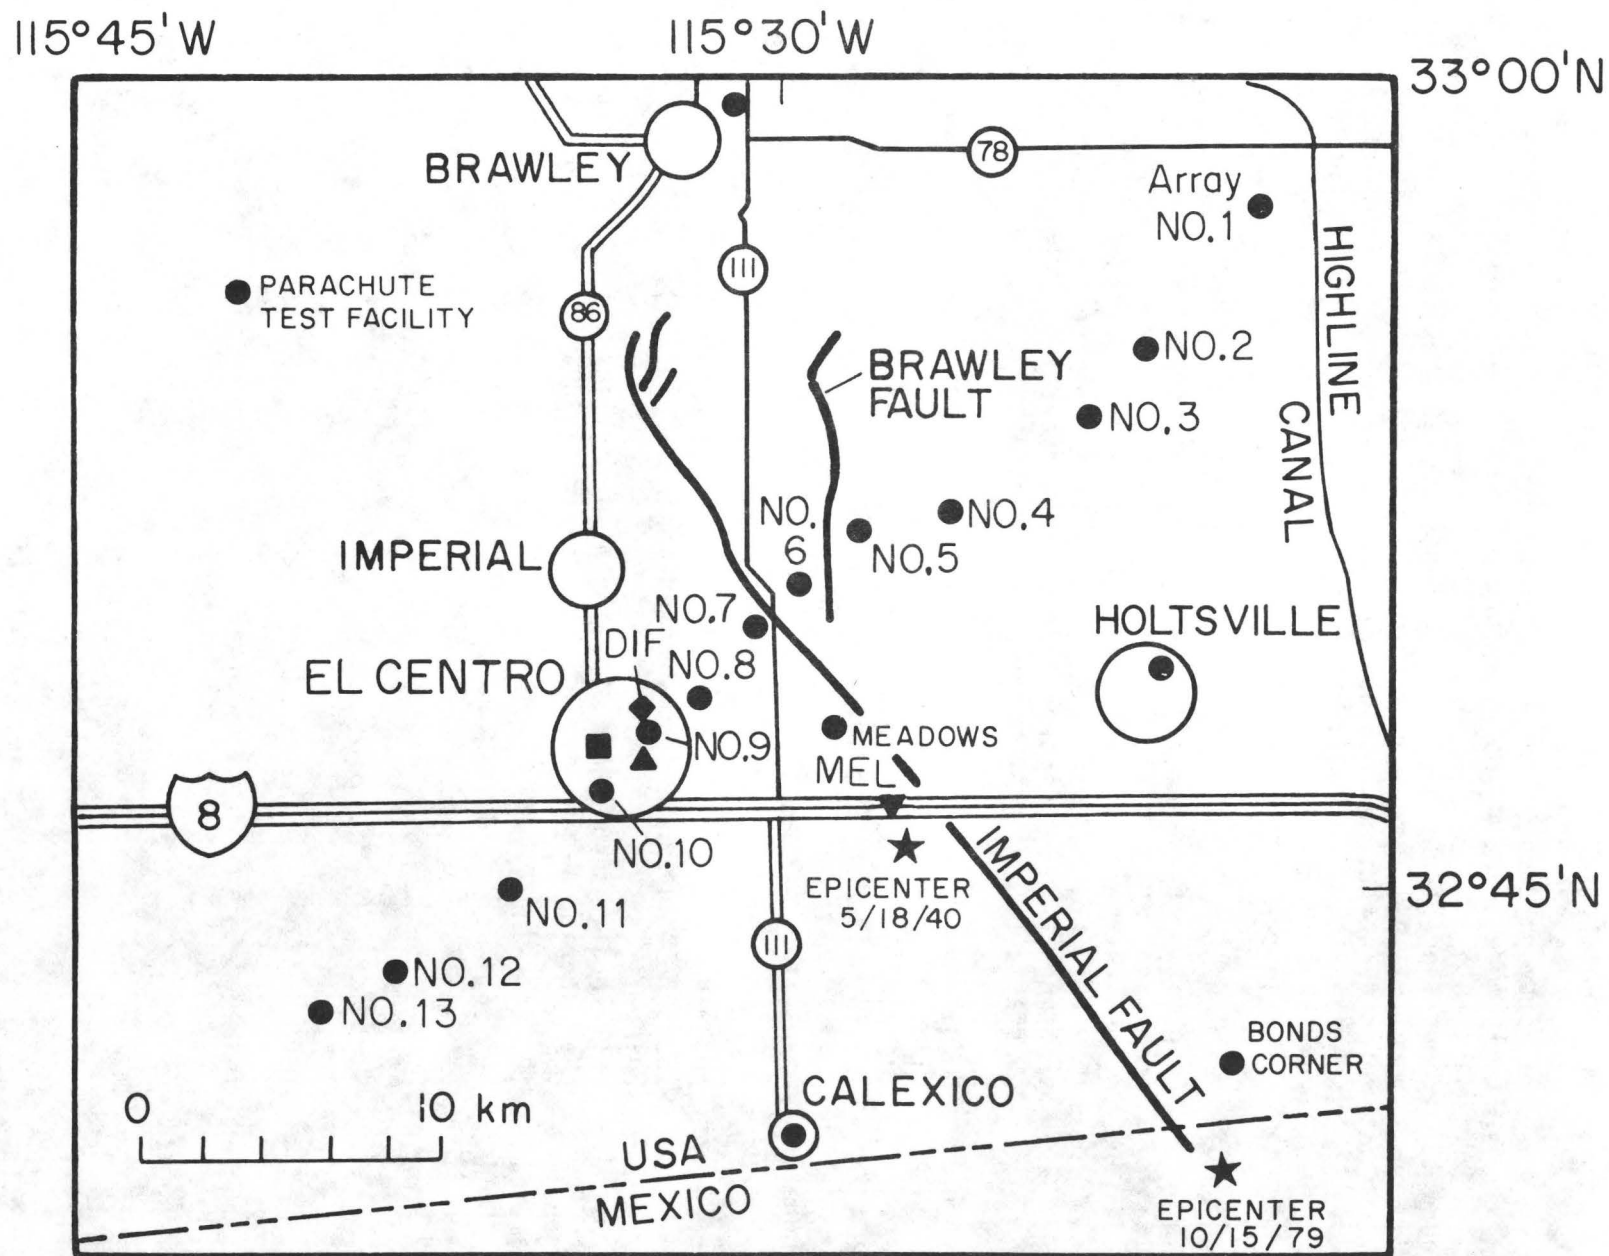 115°45'W
115°30'W
33°00'N
BRAWLEY
78
Array
NO.1
HIGHLINE
CANAL
111
PARACHUTE
TEST FACILITY
86
BRAWLEY
FAULT
NO.2
NO.3
NO.
6
NO.4
NO.5
IMPERIAL
NO.7
DIF
NO.8
HOLTSVILLE
EL CENTRO
NO.9
MEADOWS
MEL
8
NO.10
EPICENTER
5/18/40
IMPERIAL FAULT
32°45'N
NO.11
111
NO.12
NO.13
BONDS
CORNER
CALEXICO
0 10 km
USA
MEXICO
EPICENTER
10/15/79